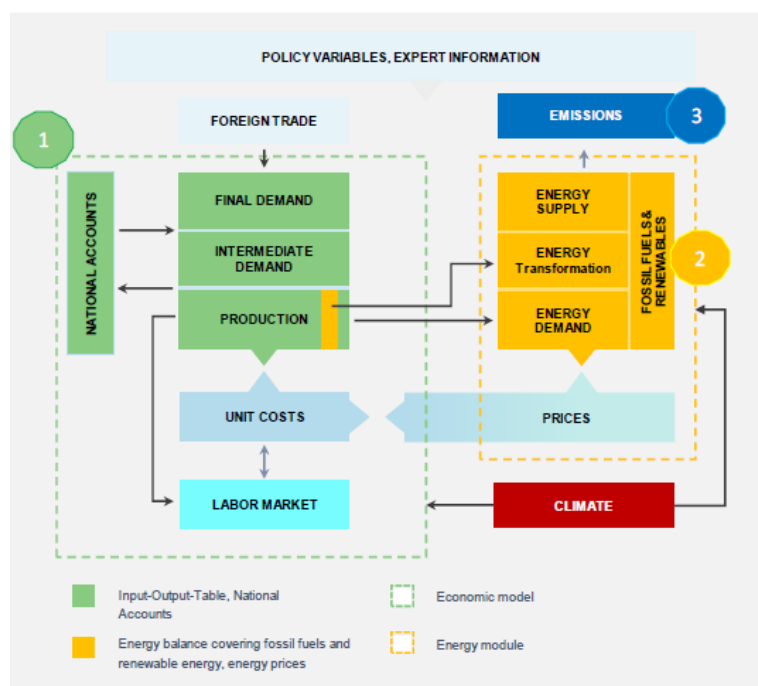 POLICY VARIABLES, EXPERT INFORMATION
1
FOREIGN TRADE
EMISSIONS
3
NATIONAL ACCOUNTS
FINAL DEMAND
INTERMEDIATE
DEMAND
PRODUCTION
ENERGY
SUPPLY
ENERGY
Transformation
ENERGY
DEMAND
FOSSIL FUELS &
RENEWABLES
2
UNIT COSTS
PRICES
LABOR MARKET
CLIMATE
Input-Output-Table, National
Accounts
Economic model
Energy balance covering fossil fuels and
renewable energy, energy prices
Energy module